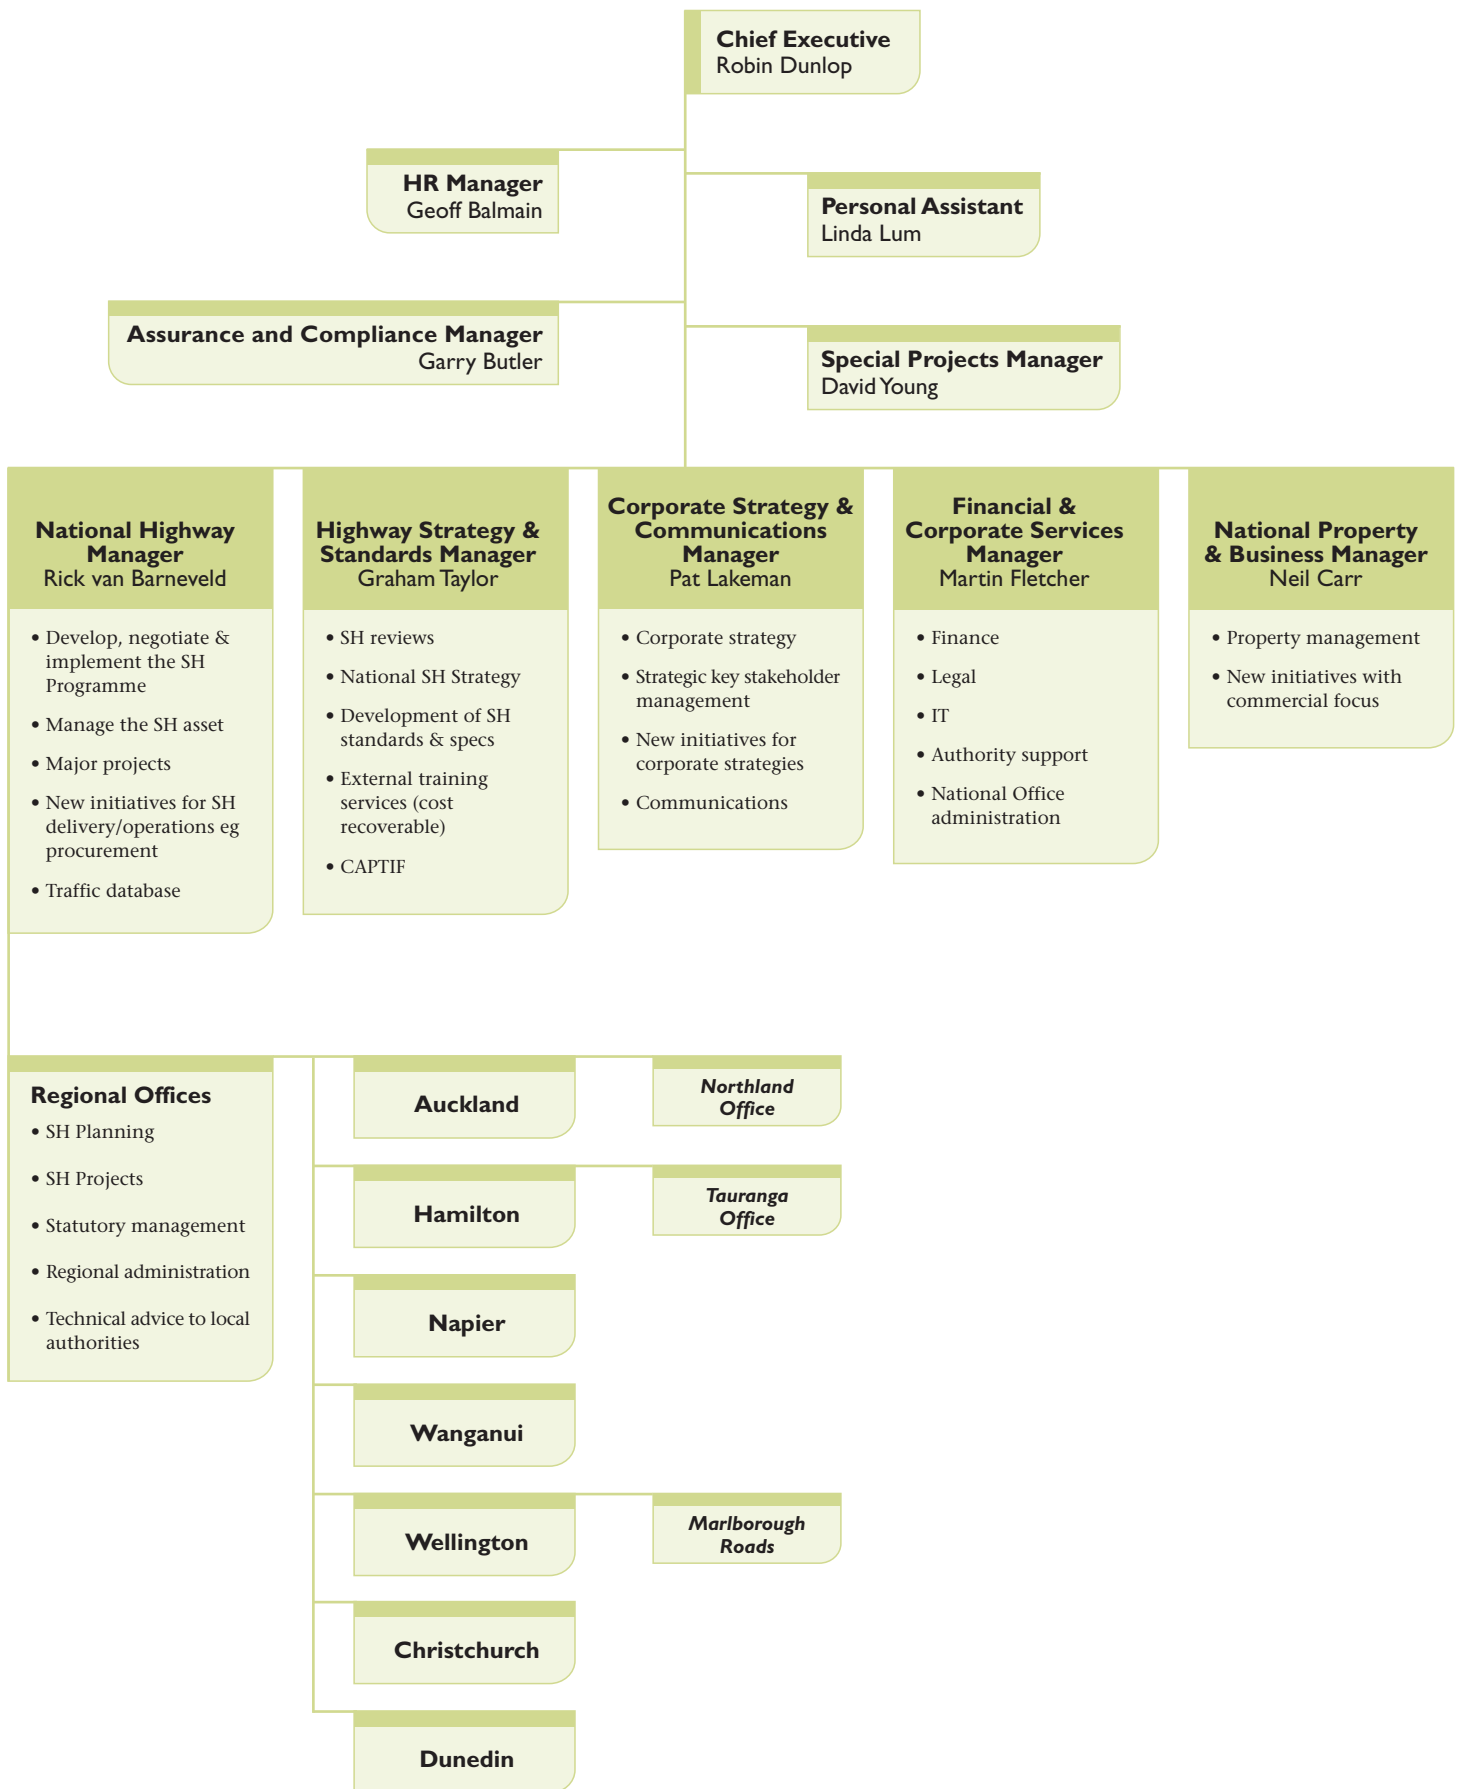 Chief Executive
Robin Dunlop
HR Manager
Geoff Balmain
Personal Assistant
Linda Lum
Assurance and Compliance Manager
Garry Butler
Special Projects Manager
David Young
National Highway
Manager
Rick van Barneveld
• Develop, negotiate &
implement the SH
Programme
• Manage the SH asset
• Major projects
• New initiatives for SH
delivery/operations eg
procurement
• Traffic database
Highway Strategy &
Standards Manager
Graham Taylor
• SH reviews
• National SH Strategy
• Development of SH
standards & specs
• External training
services (cost
recoverable)
• CAPTIF
Corporate Strategy &
Communications
Manager
Pat Lakeman
• Corporate strategy
• Strategic key stakeholder
management
• New initiatives for
corporate strategies
• Communications
Financial &
Corporate Services
Manager
Martin Fletcher
• Finance
• Legal
• IT
• Authority support
• National Office
administration
National Property
& Business Manager
Neil Carr
• Property management
• New initiatives with
commercial focus
Regional Offices
• SH Planning
• SH Projects
• Statutory management
• Regional administration
• Technical advice to local
authorities
Auckland
Northland
Office
Hamilton
Tauranga
Office
Napier
Wanganui
Wellington
Marlborough
Roads
Christchurch
Dunedin